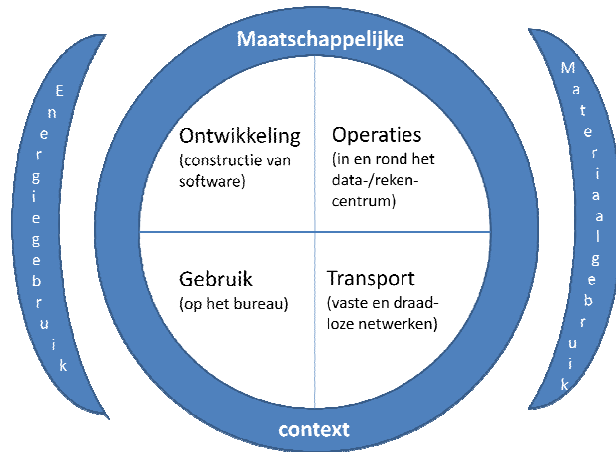 Maatschappelijke
Energiegebruik
Materiaalgebruik
Ontwikkeling
(constructie van
software)
Operaties
(in en rond het
data-/reken-
centrum)
Gebruik
(op het bureau)
Transport
(vaste en draad-
loze netwerken)
context